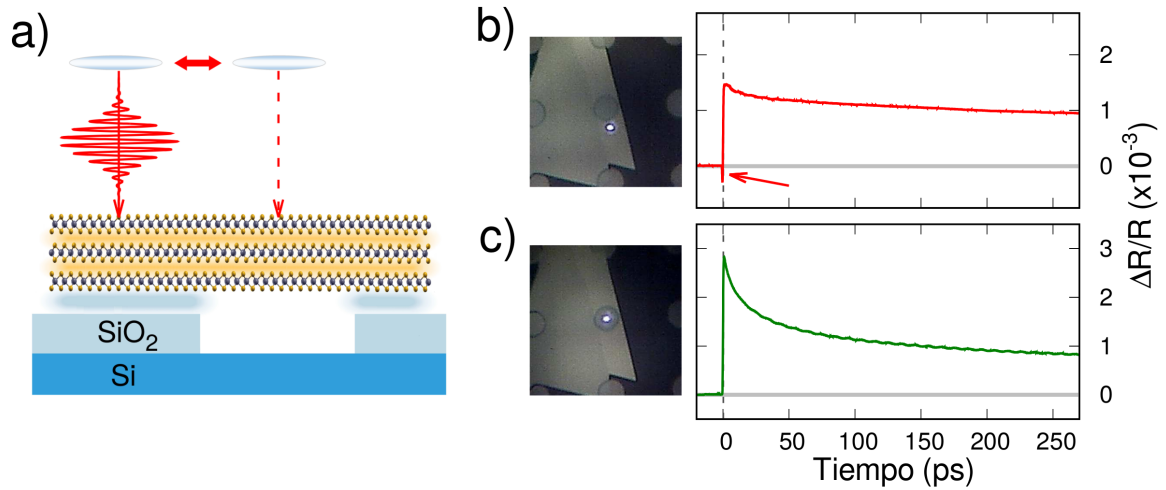 a)
SiO₂
Si
b)
2
1
0
c)
3
2
1
0
ΔR/R (x10⁻³)
0 50 100 150 200 250
Tiempo (ps)